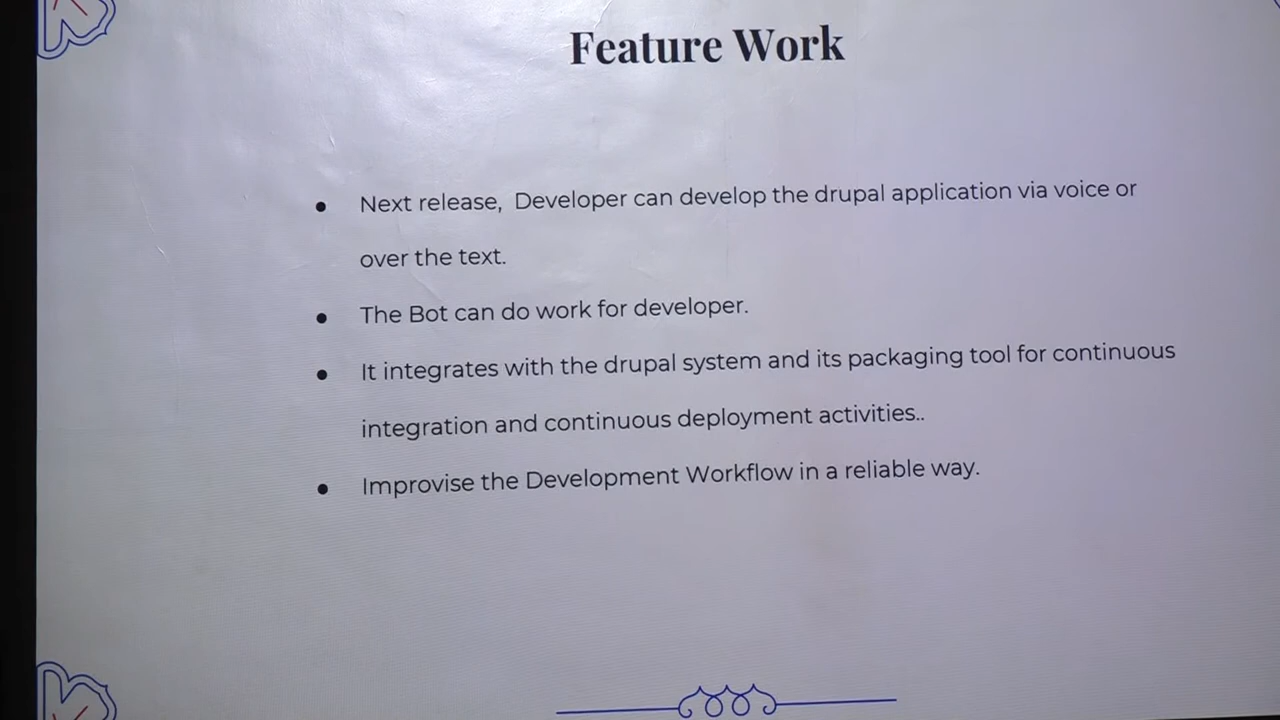 Feature Work
● Next release, Developer can develop the drupal application via voice or
over the text.
● The Bot can do work for developer.
● It integrates with the drupal system and its packaging tool for continuous
integration and continuous deployment activities..
● Improvise the Development Workflow in a reliable way.